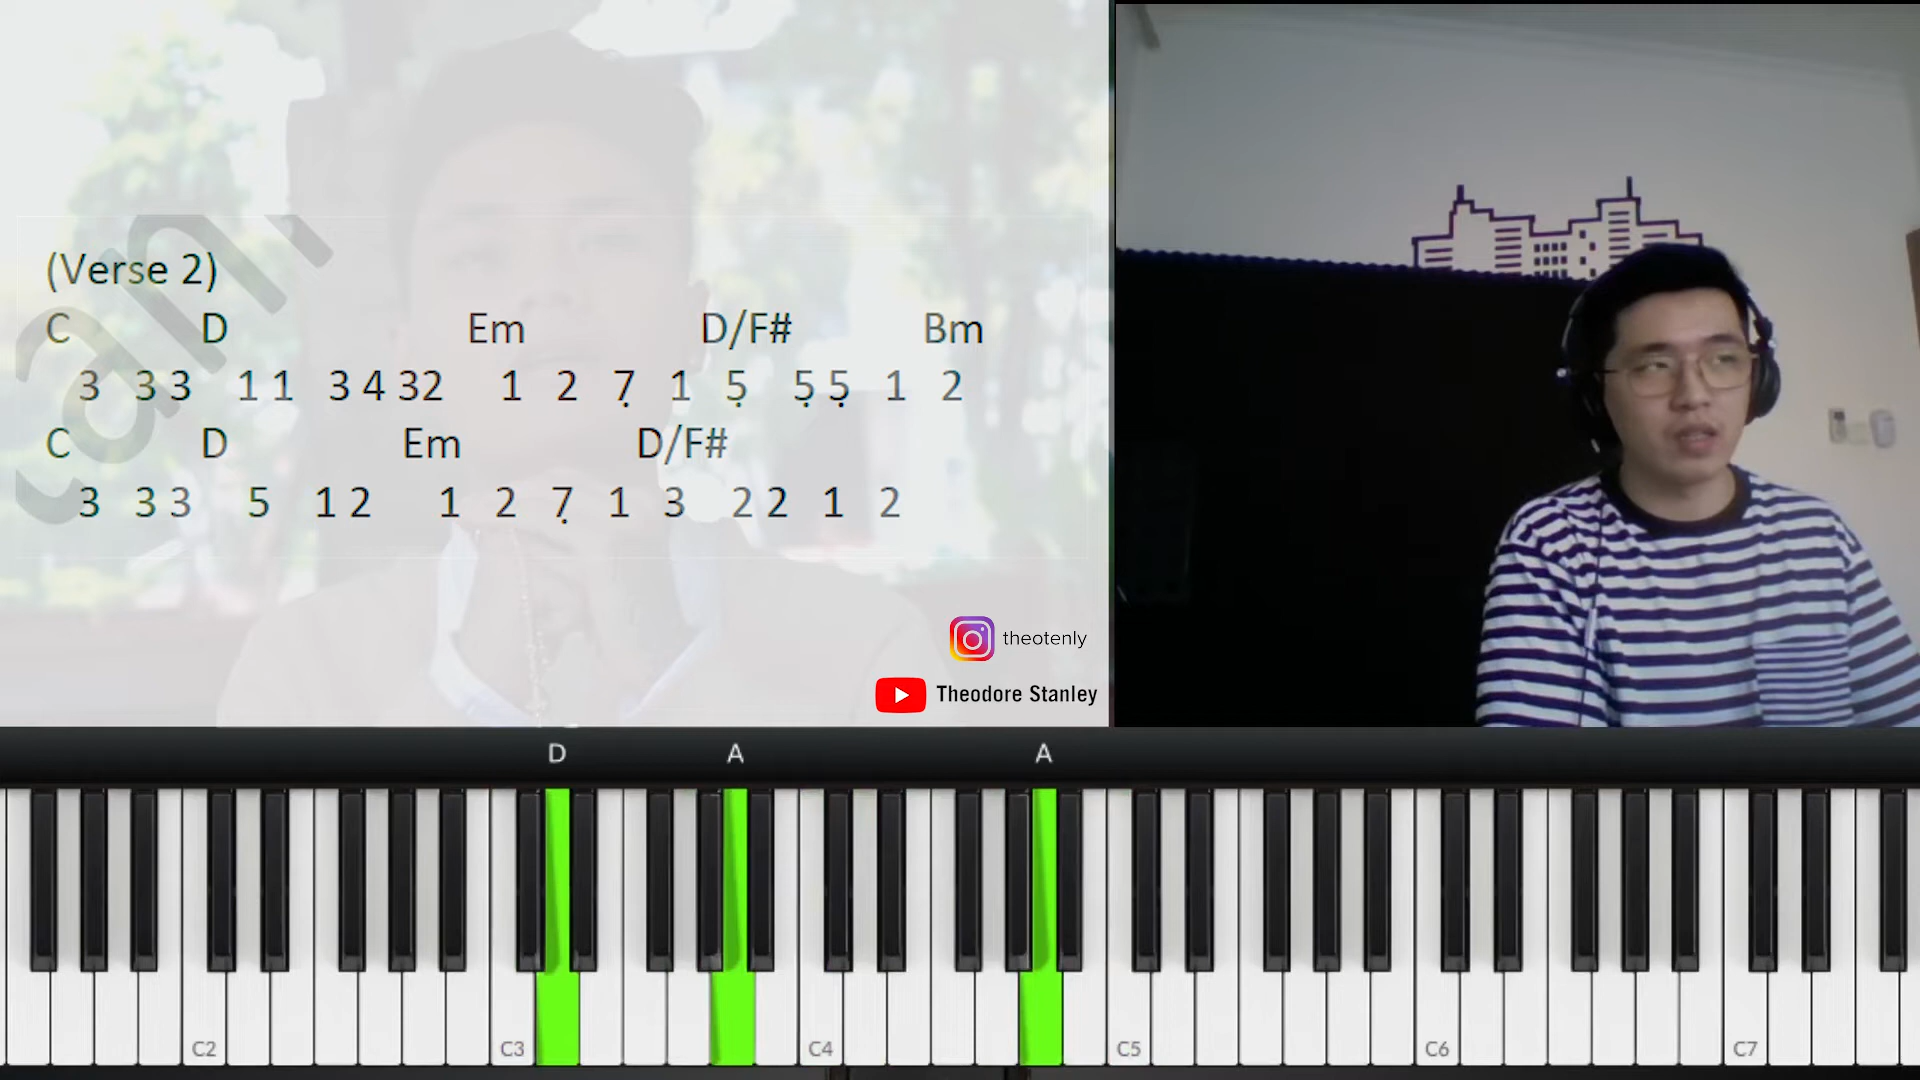 can
(Verse 2)
C D Em D/F# Bm
3 3 3 1 1 3 4 32 1 2 7̣ 1 5̣ 5̣ 5̣ 1 2
C D Em D/F#
3 3 3 5 1 2 1 2 7̣ 1 3 2 2 1 2
theotenly
Theodore Stanley
D A A
C2 C3 C4 C5 C6 C7